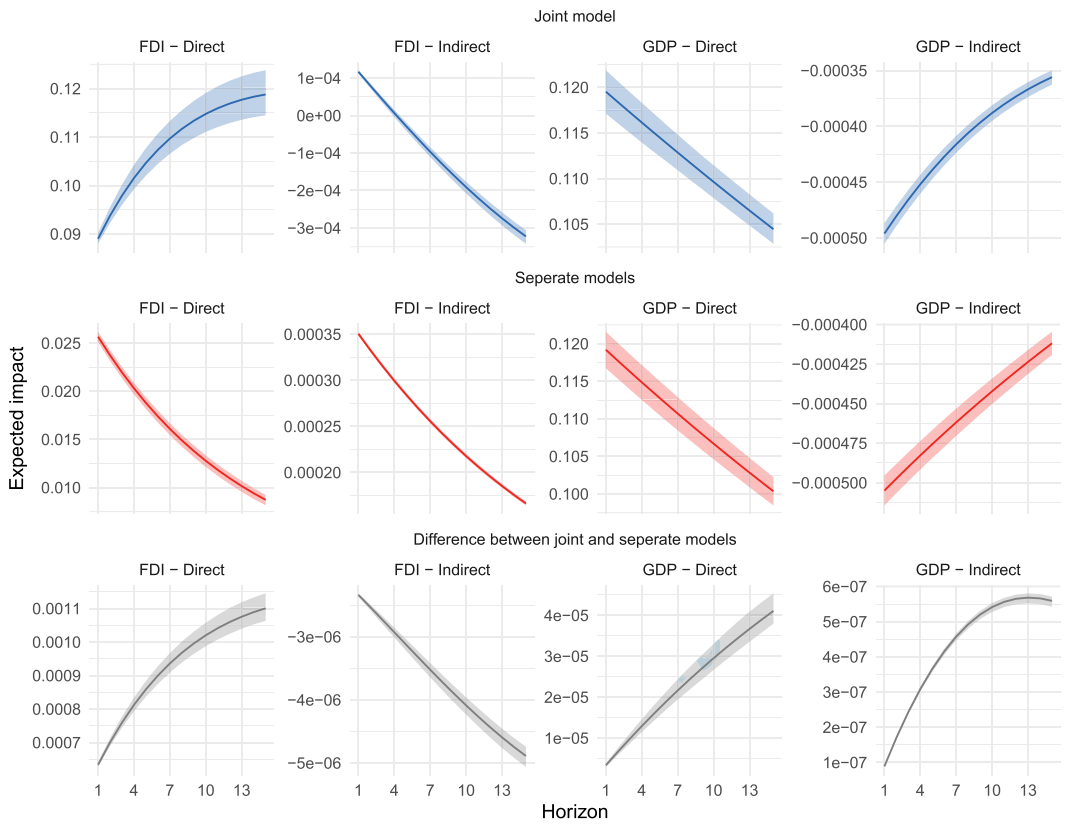 Joint model
FDI − Direct
FDI − Indirect
GDP − Direct
GDP − Indirect
0.12
0.11
0.10
0.09
1e−04
0e+00
−1e−04
−2e−04
−3e−04
0.120
0.115
0.110
0.105
−0.00035
−0.00040
−0.00045
−0.00050
Seperate models
FDI − Direct
FDI − Indirect
GDP − Direct
GDP − Indirect
0.025
0.020
0.015
0.010
0.00035
0.00030
0.00025
0.00020
0.120
0.115
0.110
0.105
0.100
−0.000400
−0.000425
−0.000450
−0.000475
−0.000500
Expected impact
Difference between joint and seperate models
FDI − Direct
FDI − Indirect
GDP − Direct
GDP − Indirect
0.0011
0.0010
0.0009
0.0008
0.0007
−3e−06
−4e−06
−5e−06
4e−05
3e−05
2e−05
1e−05
6e−07
5e−07
4e−07
3e−07
2e−07
1e−07
1 4 7 10 13
1 4 7 10 13
1 4 7 10 13
1 4 7 10 13
Horizon